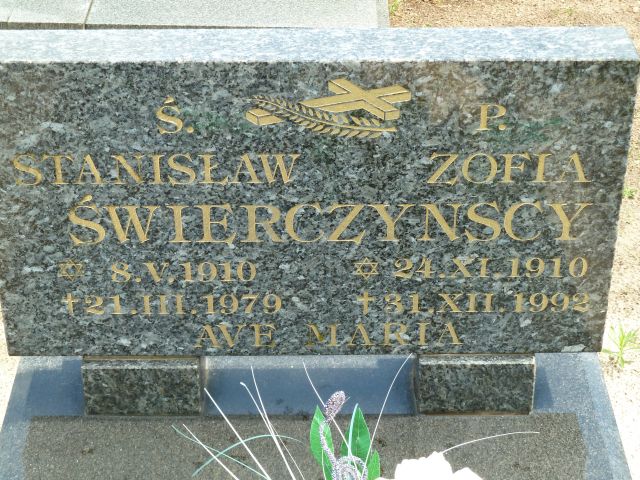 Ś. P.
STANISŁAW ZOFIA
ŚWIERCZYNSCY
✡ 8.V.1910 ✡ 24.XI.1910
✝21.III.1979 ✝31.XII.1992
AVE MARIA